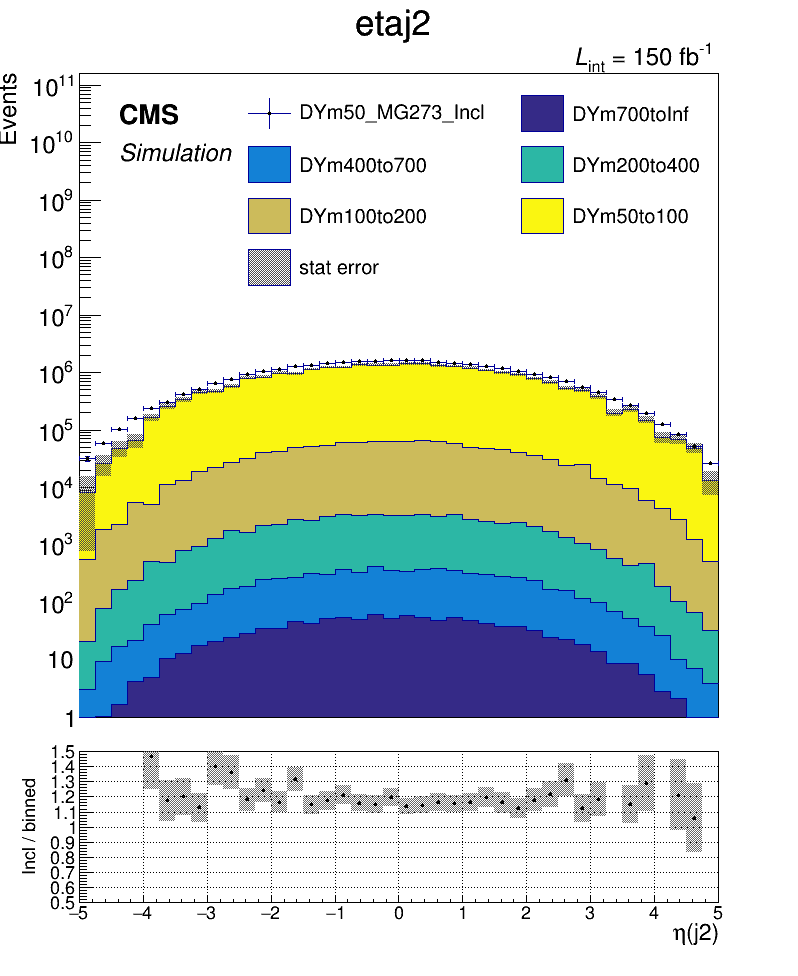 etaj2
L_int = 150 fb^-1
Events
CMS
Simulation
DYm50_MG273_Incl
DYm700toInf
DYm400to700
DYm200to400
DYm100to200
DYm50to100
stat error
10^11
10^10
10^9
10^8
10^7
10^6
10^5
10^4
10^3
10^2
10
1
Incl / binned
1.5
1.4
1.3
1.2
1.1
1
0.9
0.8
0.7
0.6
0.5
−5 −4 −3 −2 −1 0 1 2 3 4 5
η(j2)